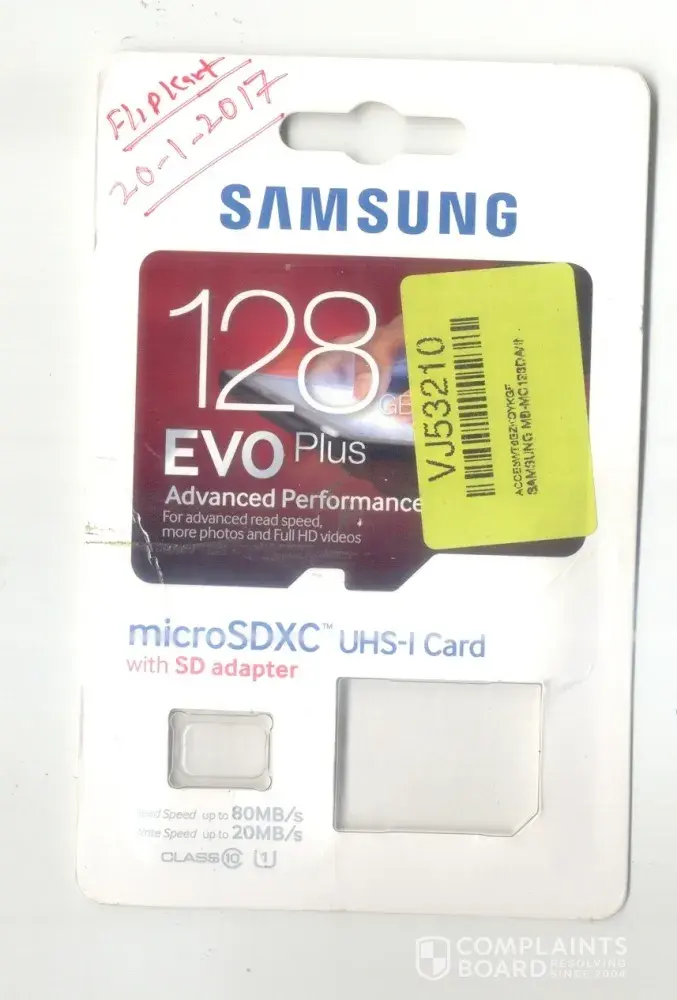 Flipkart
20-1-2017
SAMSUNG
128
GB
EVO Plus
Advanced Performance
For advanced read speed,
more photos and Full HD videos
VJ53210
SAMSUNG MB-MC128DA/I
microSDXC™ UHS-I Card
with SD adapter
Speed up to 80MB/s
Speed up to 20MB/s
CLASS 10 1
COMPLAINTS
BOARD
RESOLVING
SINCE 2004